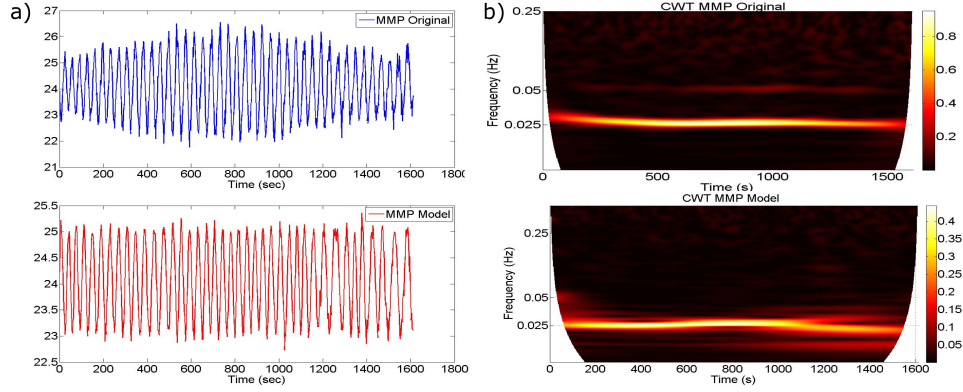 a)
MMP Original
27
26
25
24
23
22
21
0 200 400 600 800 1000 1200 1400 1600 1800
Time (sec)
MMP Model
25.5
25
24.5
24
23.5
23
22.5
0 200 400 600 800 1000 1200 1400 1600 1800
Time (sec)
b)
CWT MMP Original
Frequency (Hz)
0.25
0.05
0.025
0 500 1000 1500
Time (s)
0.8
0.6
0.4
0.2
CWT MMP Model
Frequency (Hz)
0.25
0.05
0.025
0 200 400 600 800 1000 1200 1400 1600
Time (s)
0.4
0.35
0.3
0.25
0.2
0.15
0.1
0.05